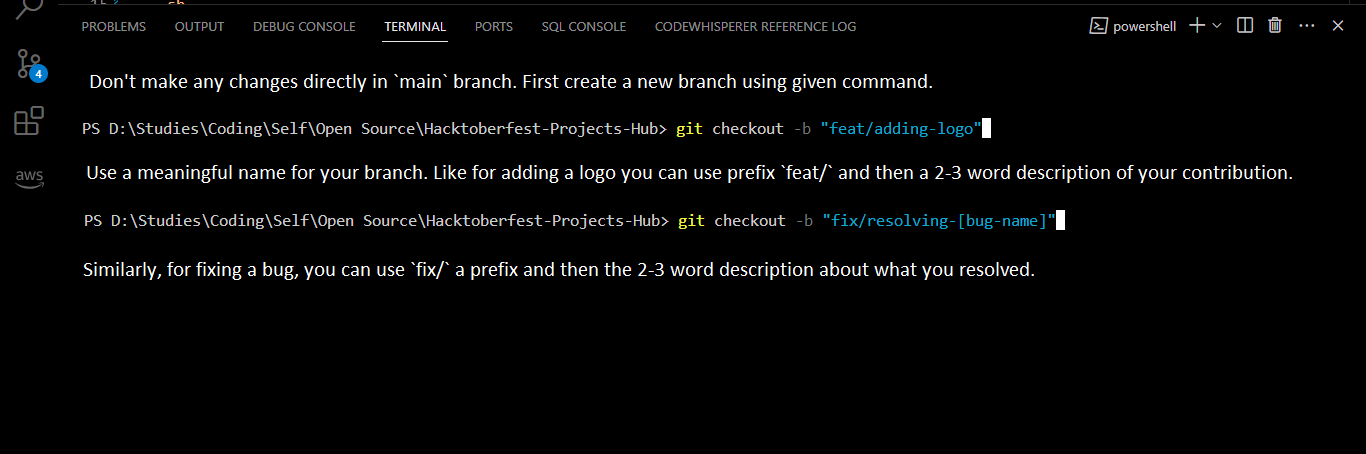 PROBLEMS OUTPUT DEBUG CONSOLE TERMINAL PORTS SQL CONSOLE CODEWHISPERER REFERENCE LOG powershell
4
Don't make any changes directly in `main` branch. First create a new branch using given command.
PS D:\Studies\Coding\Self\Open Source\Hacktoberfest-Projects-Hub> git checkout -b "feat/adding-logo"
aws
Use a meaningful name for your branch. Like for adding a logo you can use prefix `feat/` and then a 2-3 word description of your contribution.
PS D:\Studies\Coding\Self\Open Source\Hacktoberfest-Projects-Hub> git checkout -b "fix/resolving-[bug-name]"
Similarly, for fixing a bug, you can use `fix/` a prefix and then the 2-3 word description about what you resolved.